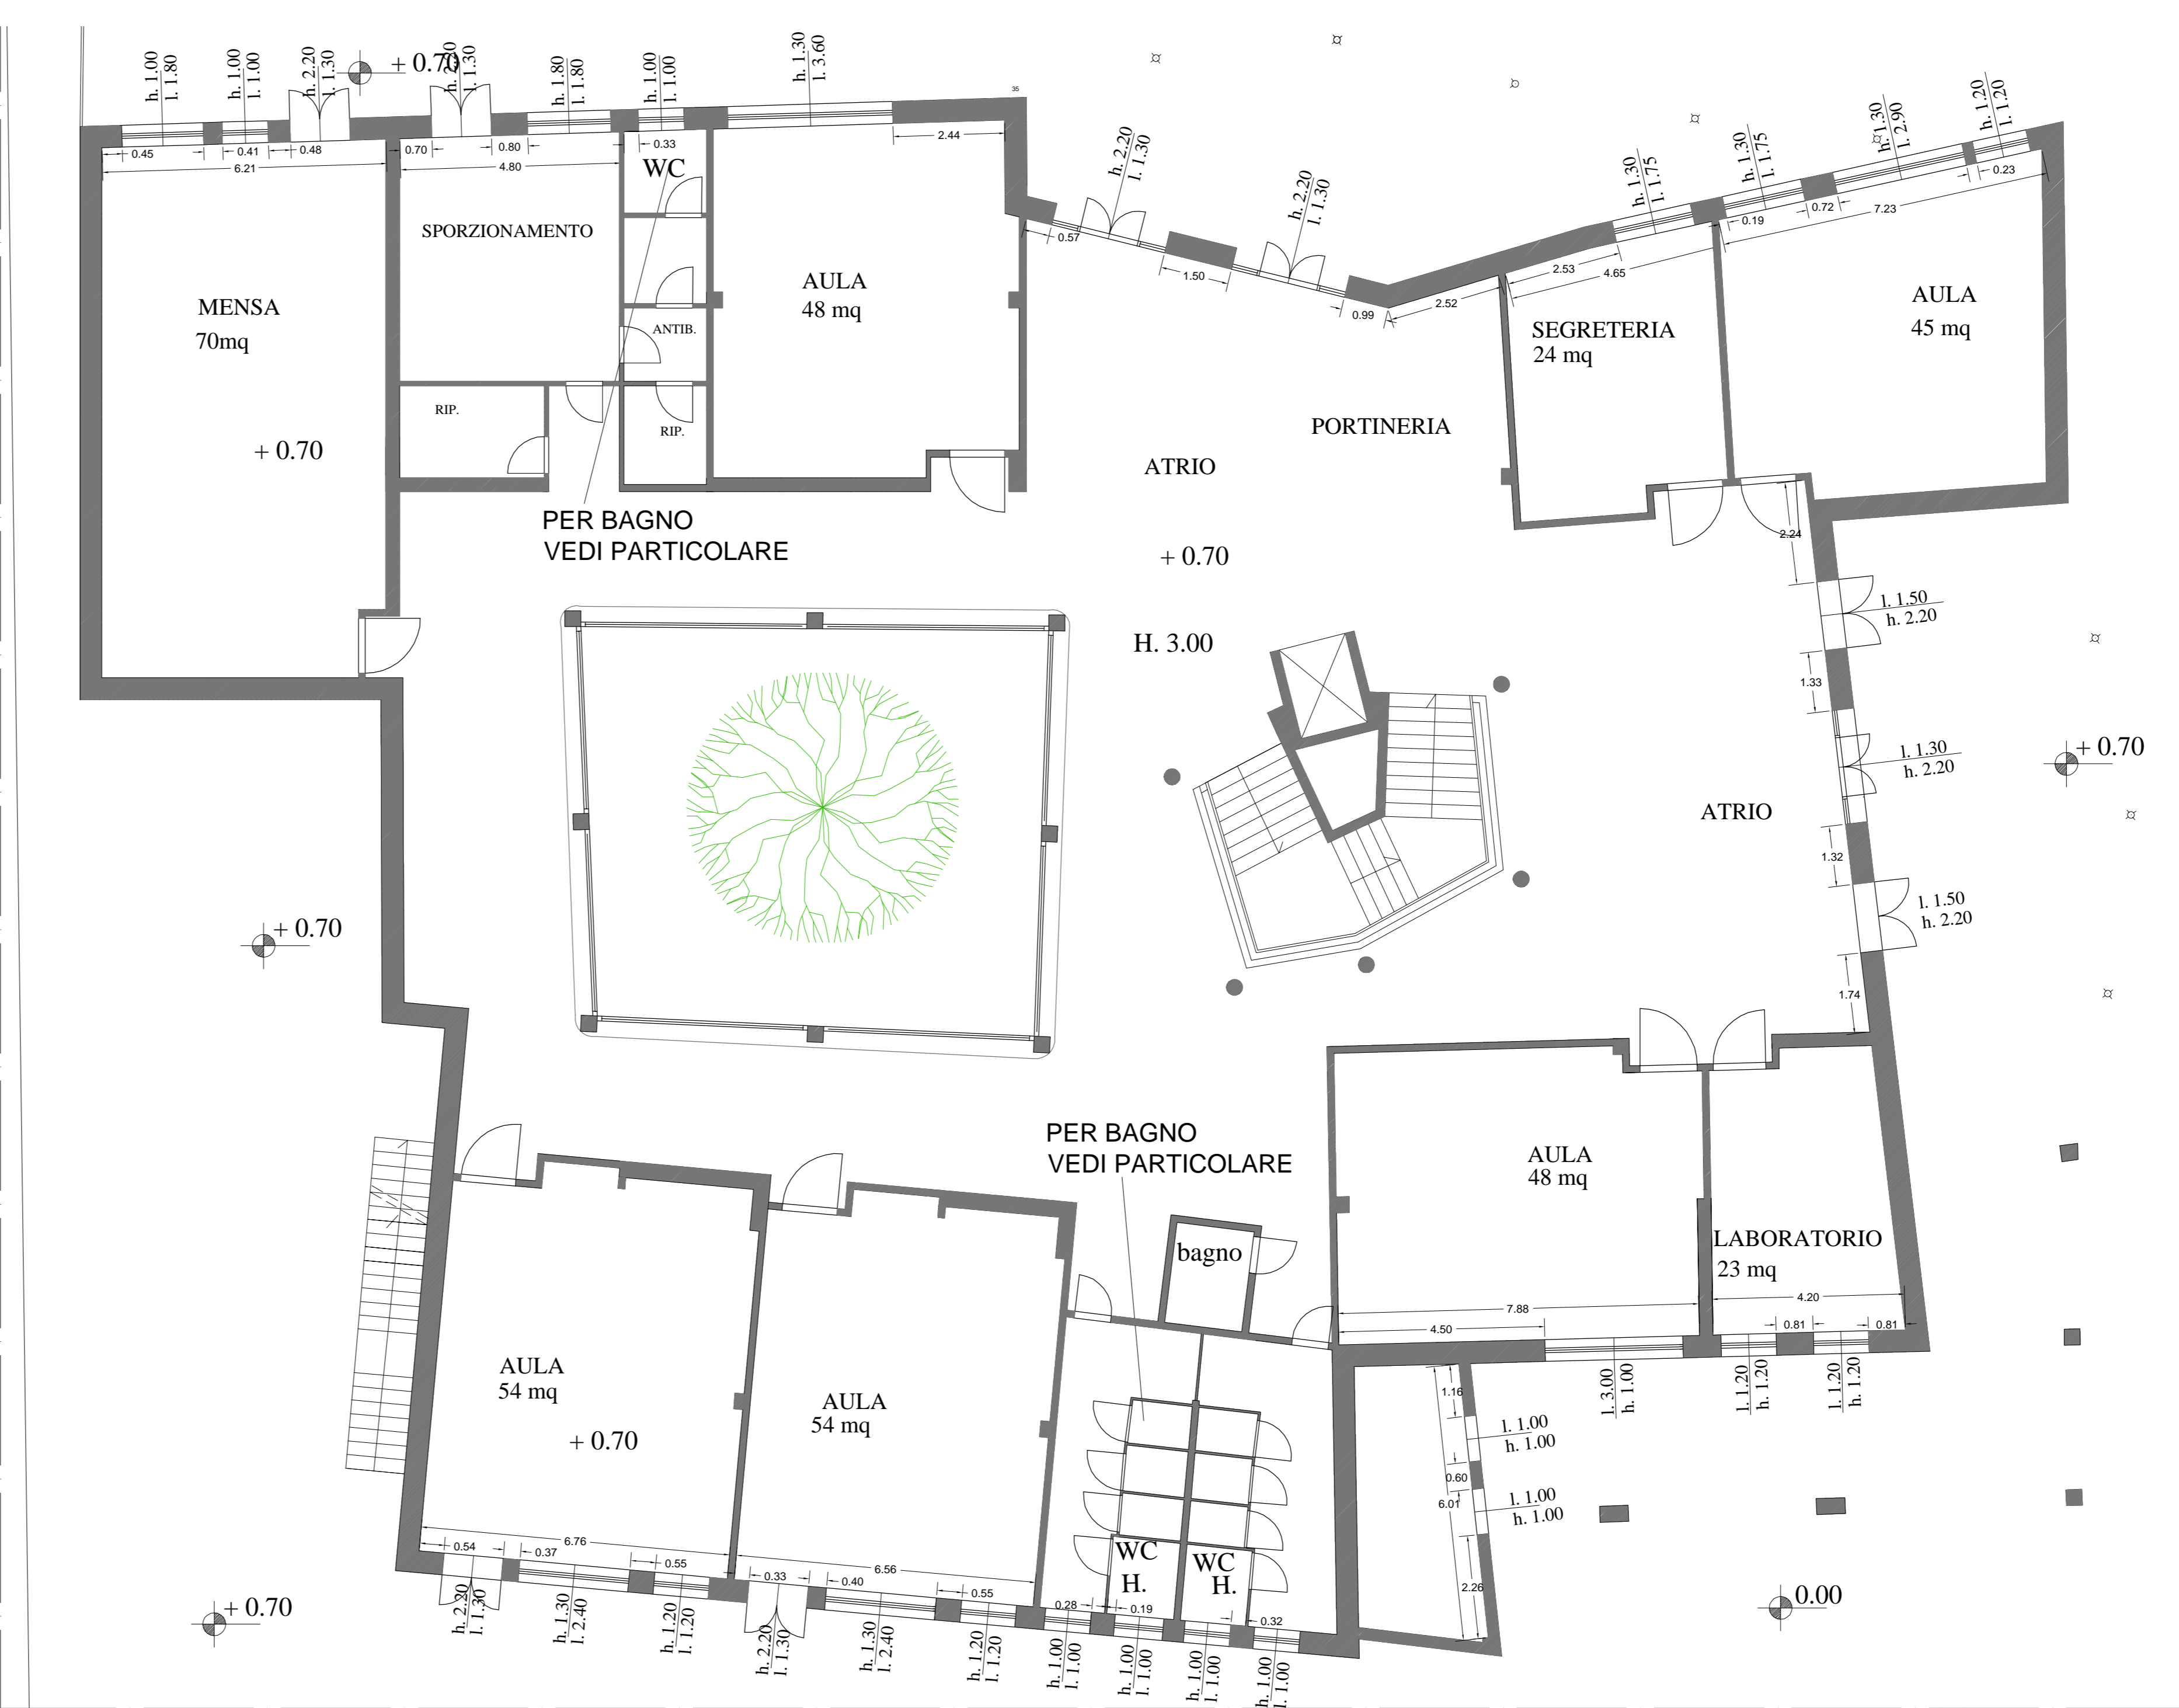 h. 1.00
l. 1.80
h. 1.00
l. 1.00
h. 2.20
l. 1.30
+ 0.70
h. 2.20
l. 1.30
h. 1.80
l. 1.80
h. 1.00
l. 1.00
h. 1.30
l. 3.60
35
0.45
0.41
0.48
6.21
0.70
0.80
4.80
0.33
2.44
WC
SPORZIONAMENTO
MENSA
70mq
+ 0.70
AULA
48 mq
ANTIB.
RIP.
RIP.
PER BAGNO
VEDI PARTICOLARE
h. 2.20
l. 1.30
h. 2.20
l. 1.30
0.57
1.50
0.99
2.52
h. 1.30
l. 1.75
h. 1.30
l. 1.75
h. 1.30
l. 2.90
h. 1.20
l. 1.20
2.53
4.65
0.19
0.72
7.23
0.23
SEGRETERIA
24 mq
AULA
45 mq
PORTINERIA
ATRIO
+ 0.70
H. 3.00
2.24
l. 1.50
h. 2.20
1.33
l. 1.30
h. 2.20
+ 0.70
ATRIO
1.32
l. 1.50
h. 2.20
1.74
+ 0.70
PER BAGNO
VEDI PARTICOLARE
bagno
AULA
48 mq
LABORATORIO
23 mq
7.88
4.50
4.20
0.81
0.81
l. 3.00
h. 1.00
l. 1.20
h. 1.20
l. 1.20
h. 1.20
1.16
l. 1.00
h. 1.00
0.60
6.01
l. 1.00
h. 1.00
2.26
0.00
AULA
54 mq
+ 0.70
AULA
54 mq
WC
H.
WC
H.
+ 0.70
0.54
0.37
6.76
0.55
0.33
0.40
6.56
0.55
0.28
0.19
0.32
h. 2.20
l. 1.30
h. 1.30
l. 2.40
h. 1.20
l. 1.20
h. 2.20
l. 1.30
h. 1.30
l. 2.40
h. 1.20
l. 1.20
h. 1.00
l. 1.00
h. 1.00
l. 1.00
h. 1.00
l. 1.00
h. 1.00
l. 1.00